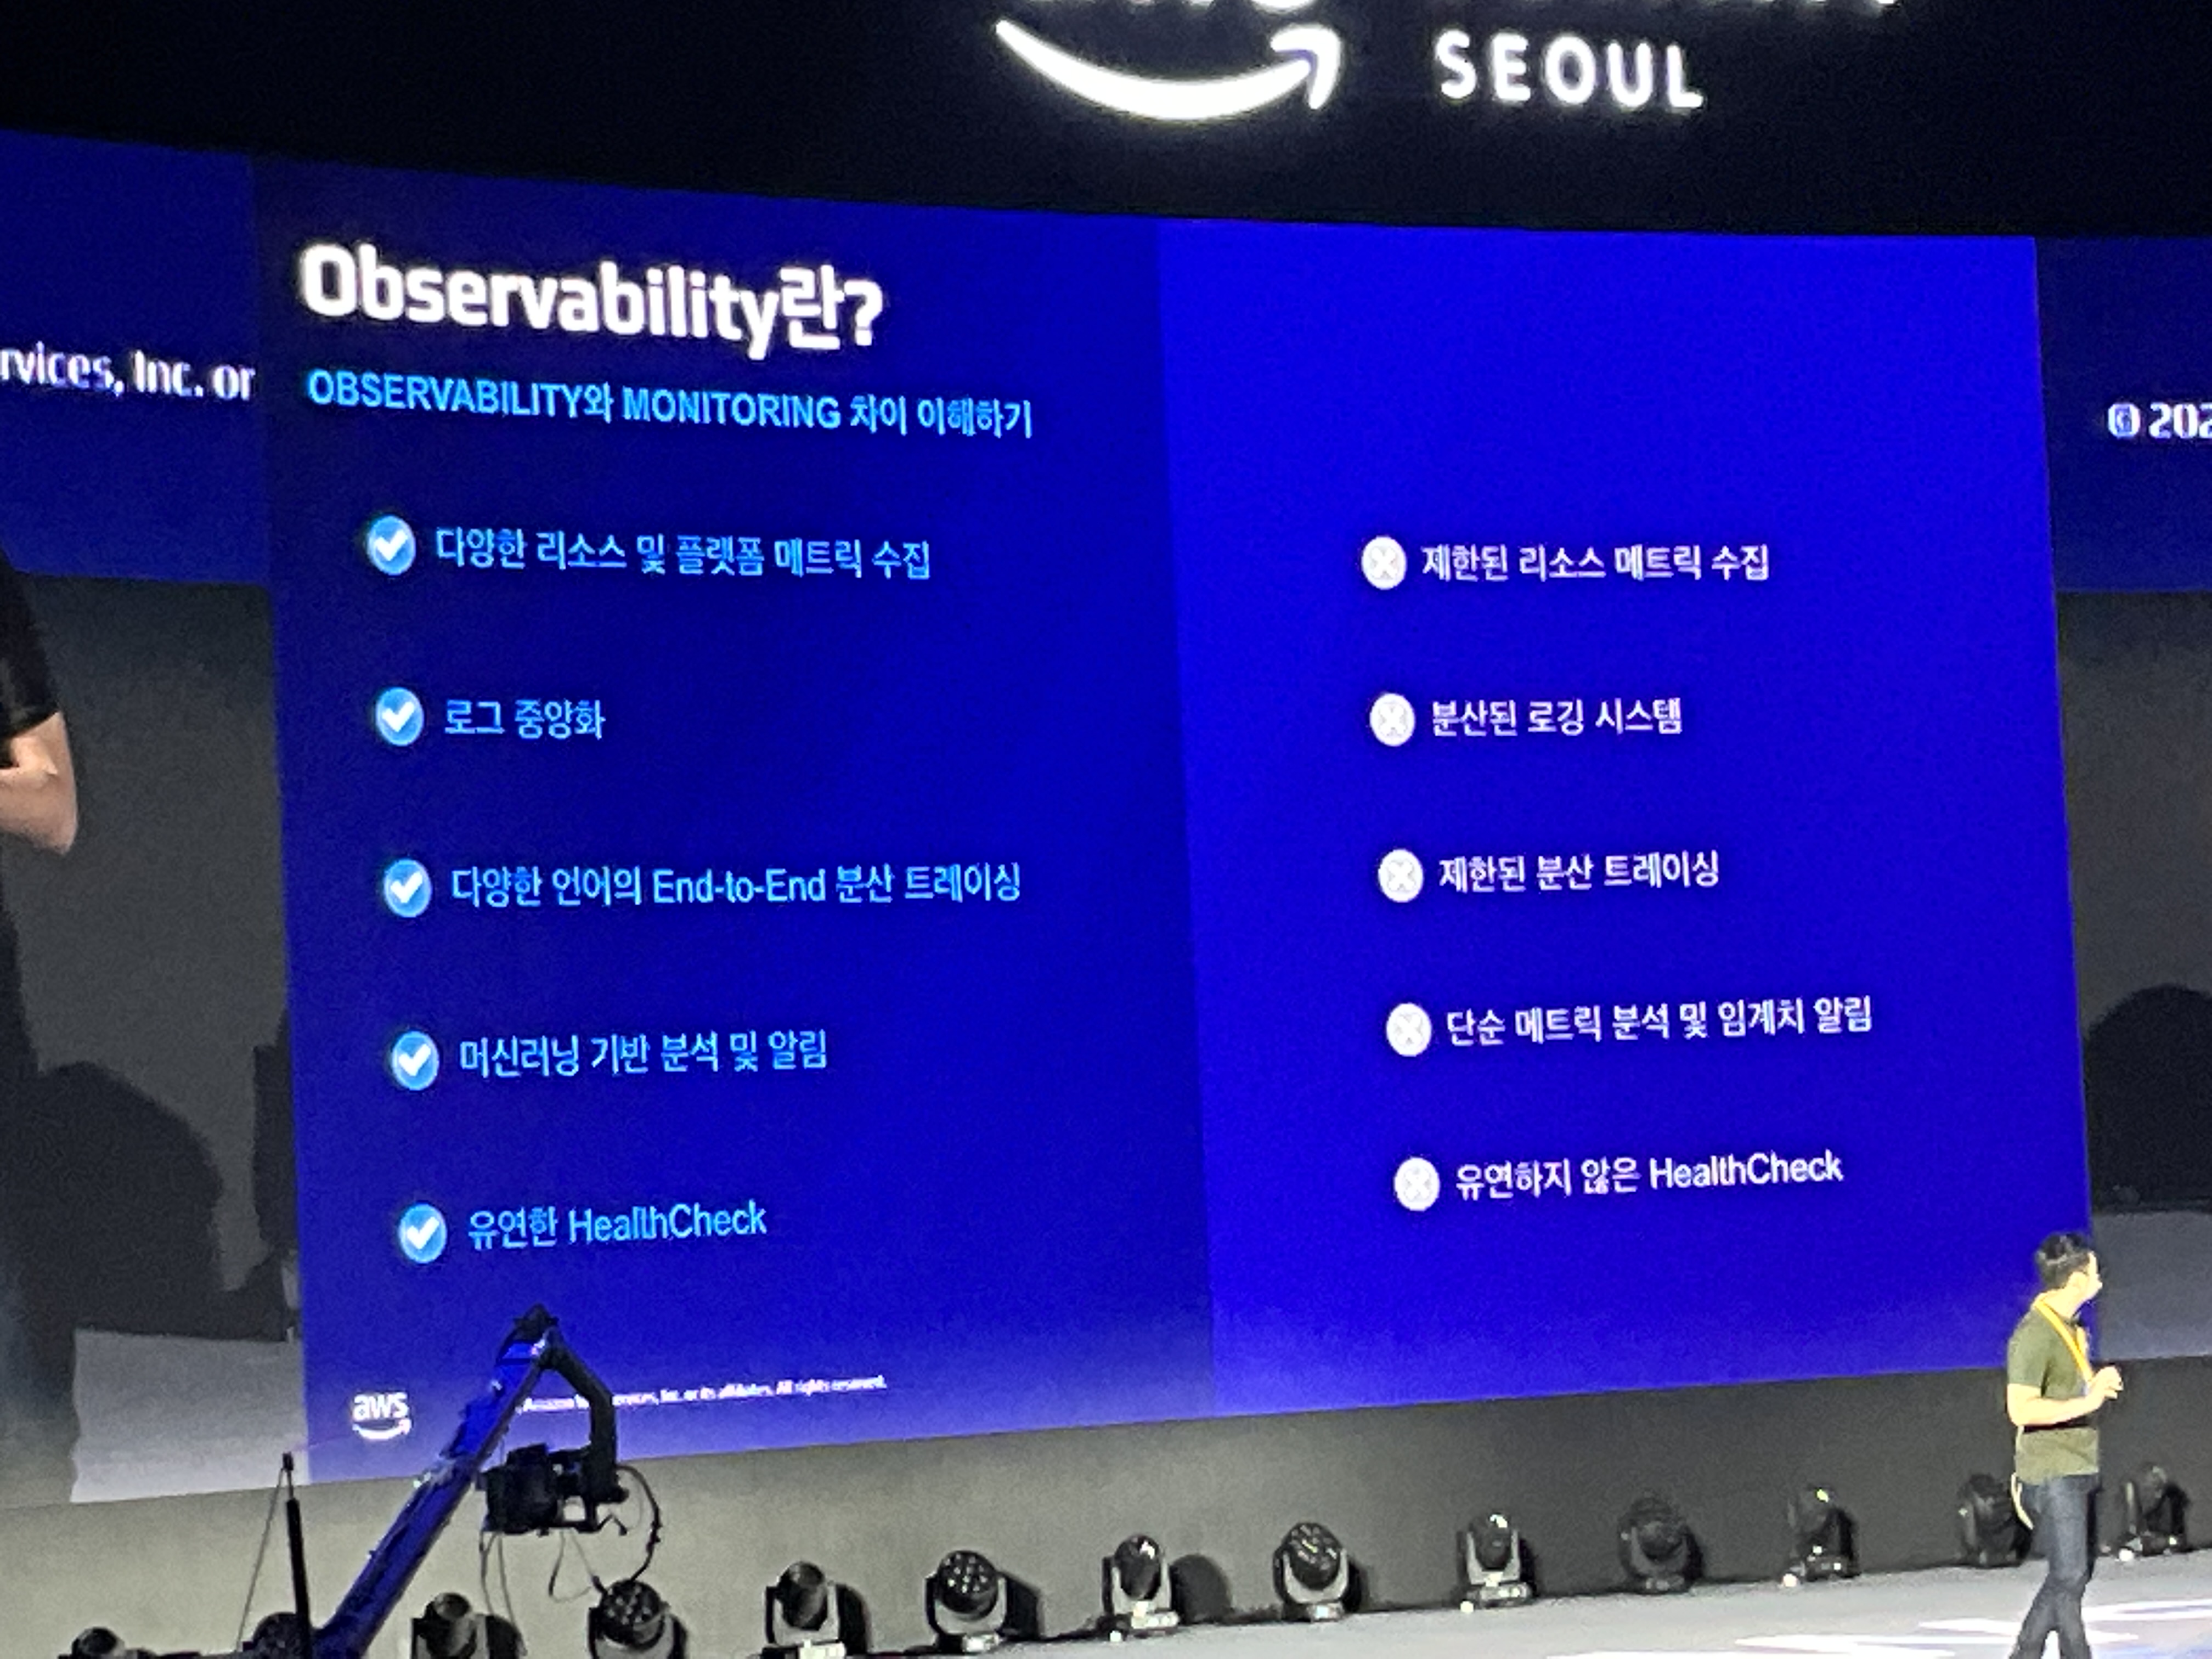 SEOUL
rvices, Inc. or
© 202
Observability란?
OBSERVABILITY와 MONITORING 차이 이해하기
다양한 리소스 및 플랫폼 메트릭 수집
로그 중앙화
다양한 언어의 End-to-End 분산 트레이싱
머신러닝 기반 분석 및 알림
유연한 HealthCheck
제한된 리소스 메트릭 수집
분산된 로깅 시스템
제한된 분산 트레이싱
단순 메트릭 분석 및 임계치 알림
유연하지 않은 HealthCheck
aws
, Amazon ervices, Inc. or its affiliates. All rights reserved.